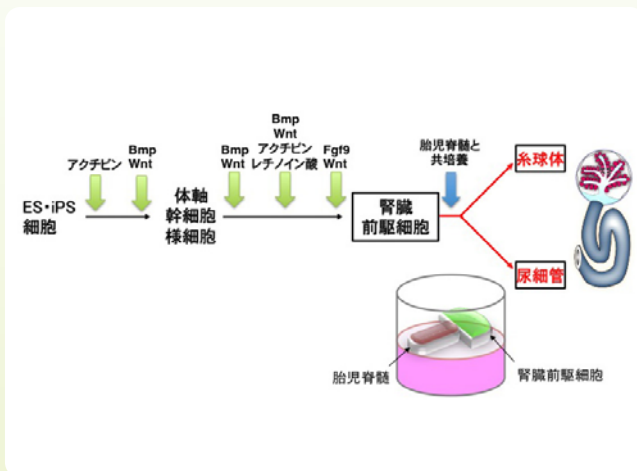 アクチビン
Bmp
Wnt
Bmp
Wnt
Bmp
Wnt
アクチビン
レチノイン酸
Fgf9
Wnt
胎児脊髄と
共培養
ES・iPS
細胞
体軸
幹細胞
様細胞
腎臓
前駆細胞
糸球体
尿細管
胎児脊髄
腎臓前駆細胞